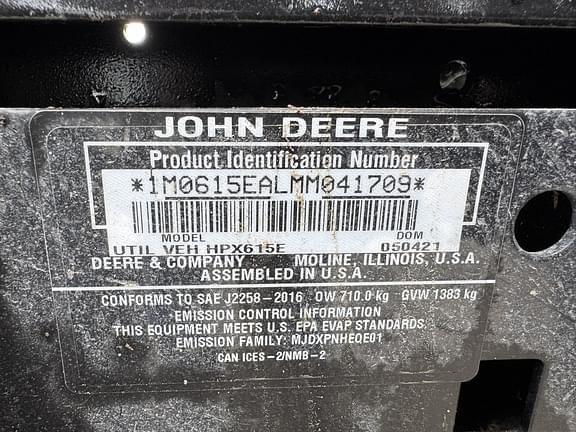 JOHN DEERE
Product Identification Number
*1M0615EALMM041709*
MODEL DOM
UTIL VEH HPX615E 050421
DEERE & COMPANY MOLINE, ILLINOIS, U.S.A.
ASSEMBLED IN U.S.A.
CONFORMS TO SAE J2258-2016 OW 710.0 kg GVW 1383 kg
EMISSION CONTROL INFORMATION
THIS EQUIPMENT MEETS U.S. EPA EVAP STANDARDS.
EMISSION FAMILY: MJDXPNHEQE01
CAN ICES-2/NMB-2